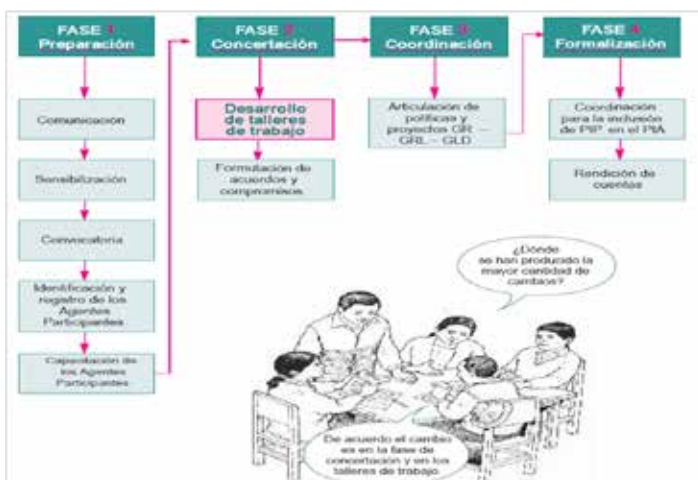 FASE 1
Preparación
Comunicación
Sensibilización
Convocatoria
Identificación y
registro de los
Agentes
Participantes
Capacitación de
los Agentes
Participantes
FASE 2
Concertación
Desarrollo
de talleres
de trabajo
Formulación de
acuerdos y
compromisos
FASE 3
Coordinación
Articulación de
políticas y
proyectos GR –
GRL – GLD
FASE 4
Formalización
Coordinación
para la inclusión
de PIP en el PIA
Rendición de
cuentas
¿Dónde
se han producido la
mayor cantidad de
cambios?
De acuerdo el cambio
es en la fase de
concertación y en los
talleres de trabajo